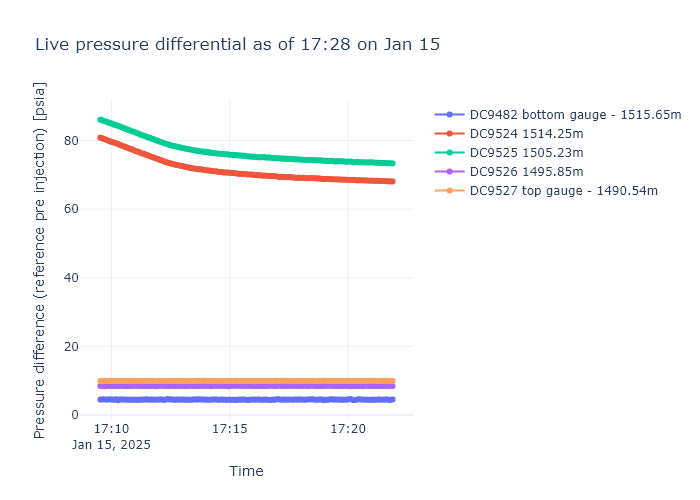 Live pressure differential as of 17:28 on Jan 15
Pressure difference (reference pre injection) [psia]
80
60
40
20
0
17:10
Jan 15, 2025
17:15
17:20
Time
DC9482 bottom gauge - 1515.65m
DC9524 1514.25m
DC9525 1505.23m
DC9526 1495.85m
DC9527 top gauge - 1490.54m